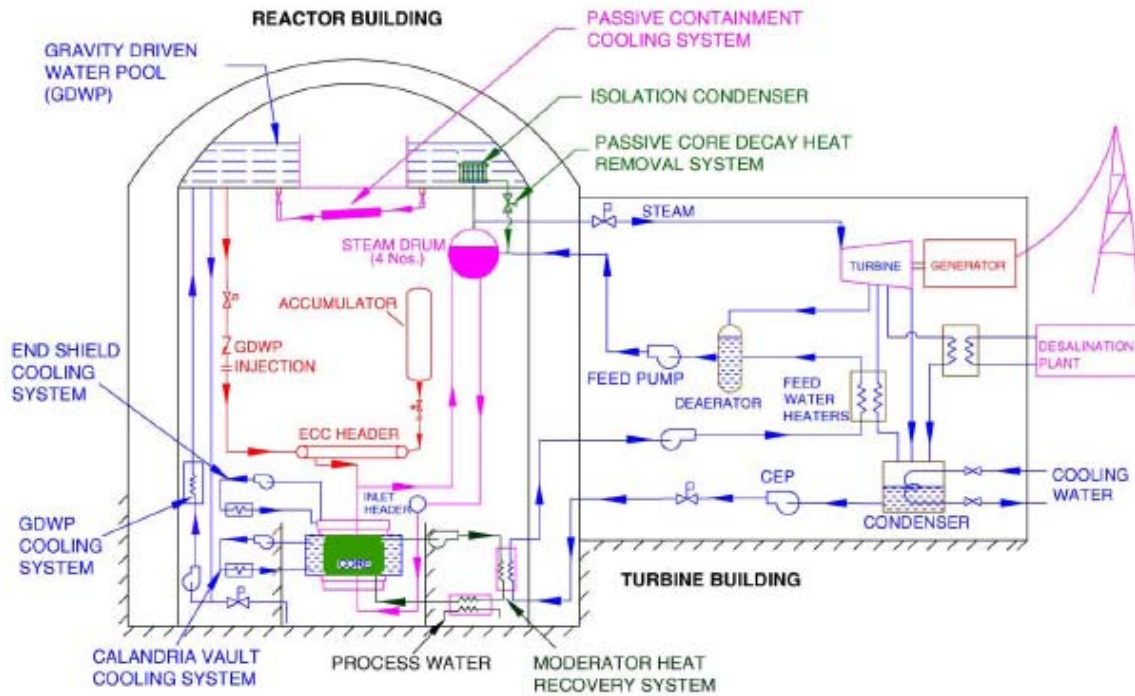 REACTOR BUILDING
PASSIVE CONTAINMENT
COOLING SYSTEM
GRAVITY DRIVEN
WATER POOL
(GDWP)
ISOLATION CONDENSER
PASSIVE CORE DECAY HEAT
REMOVAL SYSTEM
P
STEAM
STEAM DRUM
(4 Nos.)
TURBINE
GENERATOR
ACCUMULATOR
GDWP
INJECTION
END SHIELD
COOLING
SYSTEM
FEED PUMP
DEAERATOR
FEED
WATER
HEATERS
DESALINATION
PLANT
ECC HEADER
INLET
HEADER
P
CEP
COOLING
WATER
CONDENSER
GDWP
COOLING
SYSTEM
CORE
P
TURBINE BUILDING
CALANDRIA VAULT
COOLING SYSTEM
PROCESS WATER
MODERATOR HEAT
RECOVERY SYSTEM